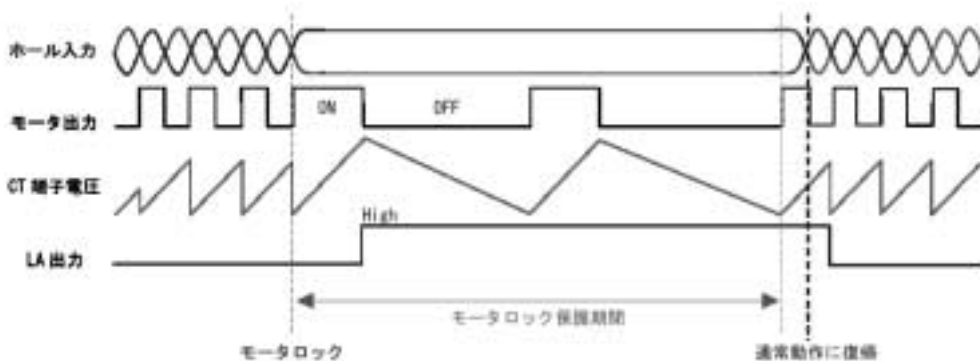 ホール入力
モータ出力
ON
OFF
CT 端子電圧
High
LA 出力
モータロック保護期間
モータロック
通常動作に復帰